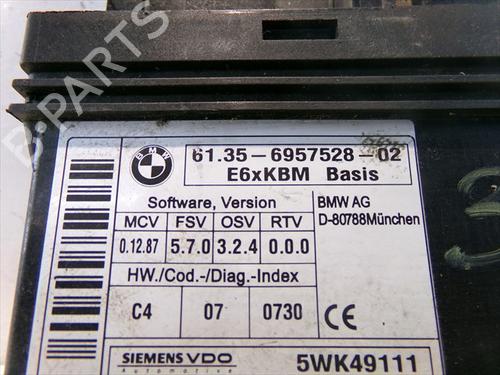 B-PARTS
BMW
61.35 - 6957528 - 02
E6xKBM Basis
Software, Version
BMW AG
D-80788München
MCV FSV OSV RTV
0.12.87 5.7.0 3.2.4 0.0.0
HW./Cod.-/Diag.-Index
C4 07 0730 CE
SIEMENS VDO
Automotive
5WK49111
3